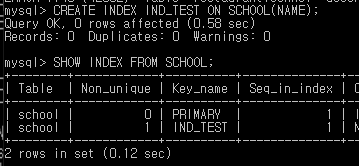 mysql> CREATE INDEX IND_TEST ON SCHOOL(NAME);
Query OK, 0 rows affected (0.58 sec)
Records: 0  Duplicates: 0  Warnings: 0
mysql> SHOW INDEX FROM SCHOOL;
| Table  | Non_unique | Key_name | Seq_in_index |
| school |          0 | PRIMARY  |            1 |
| school |          1 | IND_TEST |            1 |
2 rows in set (0.12 sec)